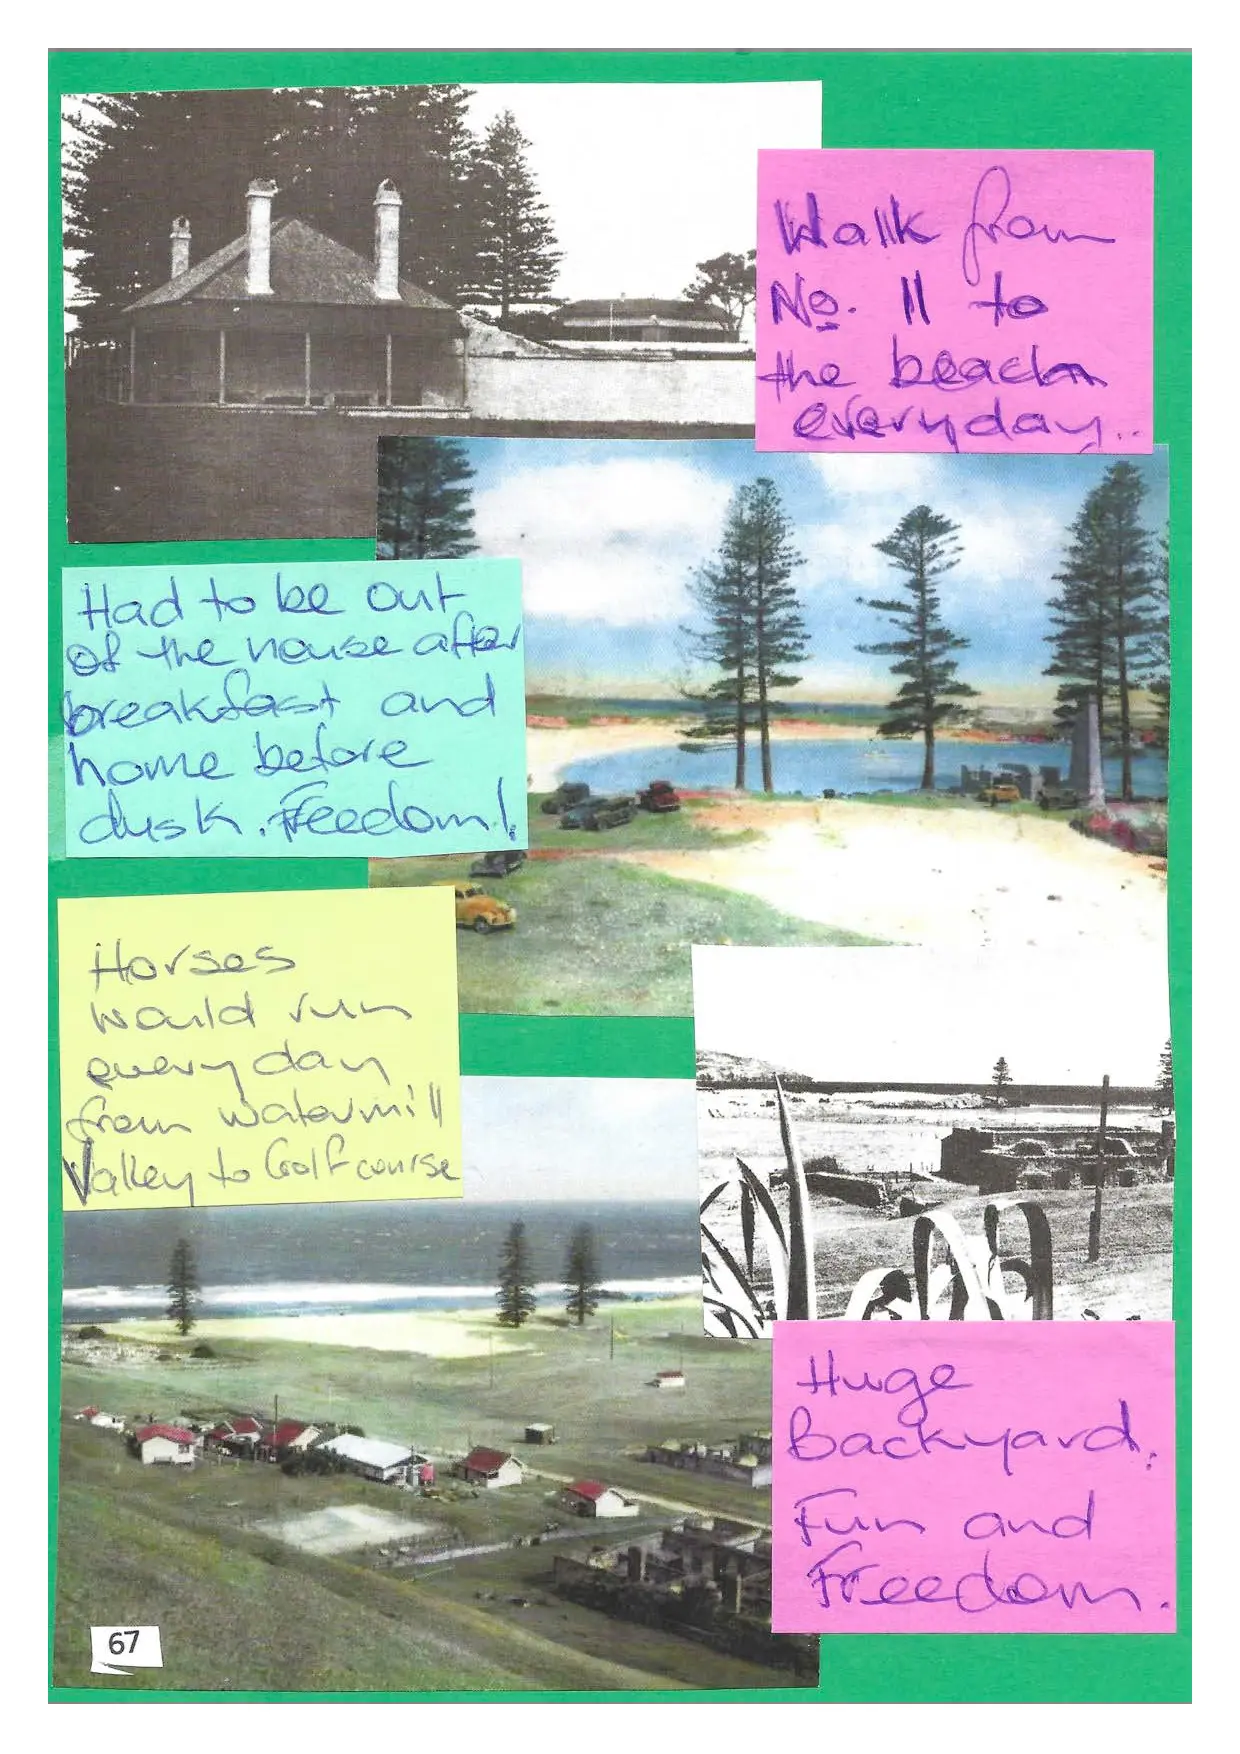 Walk from
No. 11 to
the beach
everyday..
Had to be out
of the house after
breakfast and
home before
dusk. Freedom!
Horses
would run
everyday
from watermill
Valley to Golf course
Huge
Backyard.
Fun and
Freedom.
67